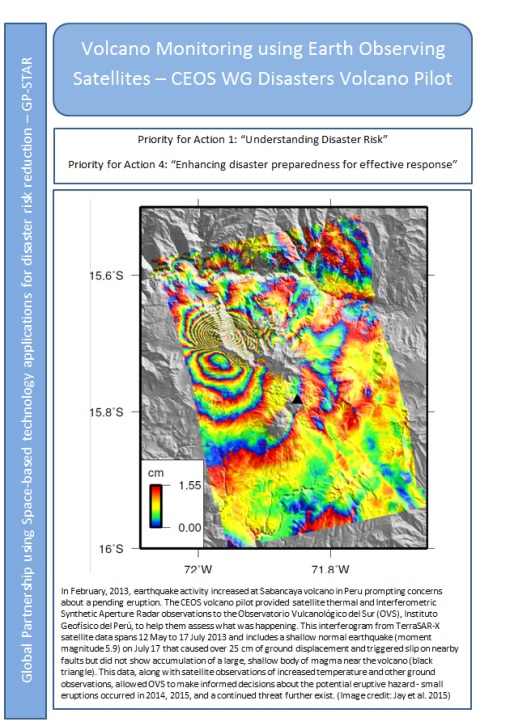 Global Partnership using Space-based technology applications for disaster risk reduction – GP-STAR
Volcano Monitoring using Earth Observing
Satellites – CEOS WG Disasters Volcano Pilot
Priority for Action 1: “Understanding Disaster Risk”
Priority for Action 4: “Enhancing disaster preparedness for effective response”
15.6˚S
15.8˚S
16˚S
cm
1.55
0.00
72˚W
71.8˚W
In February, 2013, earthquake activity increased at Sabancaya volcano in Peru prompting concerns
about a pending eruption. The CEOS volcano pilot provided satellite thermal and Interferometric
Synthetic Aperture Radar observations to the Observatorio Vulcanológico del Sur (OVS), Instituto
Geofísico del Perú, to help them assess what was happening. This interferogram from TerraSAR-X
satellite data spans 12 May to 17 July 2013 and includes a shallow normal earthquake (moment
magnitude 5.9) on July 17 that caused over 25 cm of ground displacement and triggered slip on nearby
faults but did not show accumulation of a large, shallow body of magma near the volcano (black
triangle). This data, along with satellite observations of increased temperature and other ground
observations, allowed OVS to make informed decisions about the potential eruptive hazard - small
eruptions occurred in 2014, 2015, and a continued threat further exist. (Image credit: Jay et al. 2015)